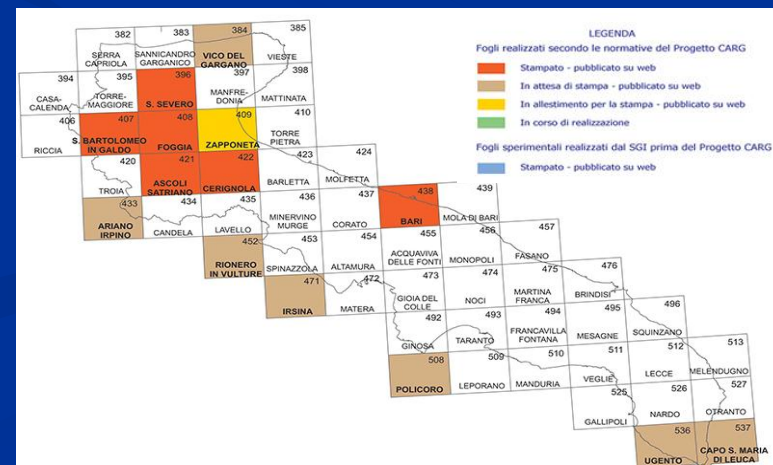 LEGENDA
Fogli realizzati secondo le normative del Progetto CARG
Stampato - pubblicato su web
In attesa di stampa - pubblicato su web
In allestimento per la stampa - pubblicato su web
In corso di realizzazione
Fogli sperimentali realizzati dal SGI prima del Progetto CARG
Stampato - pubblicato su web
382
SERRA
CAPRIOLA
383
SANNICANDRO
GARGANICO
384
VICO DEL
GARGANO
385
VIESTE
394
CASA-
CALENDA
395
TORRE-
MAGGIORE
396
S. SEVERO
397
MANFRE-
DONIA
398
MATTINATA
406
RICCIA
407
S. BARTOLOMEO
IN GALDO
408
FOGGIA
409
ZAPPONETA
410
TORRE
PIETRA
420
TROIA
421
ASCOLI
SATRIANO
422
CERIGNOLA
423
BARLETTA
424
MOLFETTA
433
ARIANO
IRPINO
434
CANDELA
435
LAVELLO
436
MINERVINO
MURGE
437
CORATO
438
BARI
439
MOLA DI BARI
452
RIONERO
IN VULTURE
453
SPINAZZOLA
454
ALTAMURA
455
ACQUAVIVA
DELLE FONTI
456
MONOPOLI
457
FASANO
471
IRSINA
472
MATERA
473
GIOIA DEL
COLLE
474
NOCI
475
MARTINA
FRANCA
476
BRINDISI
492
GINOSA
493
TARANTO
494
FRANCAVILLA
FONTANA
495
MESAGNE
496
SQUINZANO
508
POLICORO
509
LEPORANO
510
MANDURIA
511
VEGLIE
512
LECCE
513
MELENDUGNO
525
GALLIPOLI
526
NARDO
527
OTRANTO
536
UGENTO
537
CAPO S. MARIA
DI LEUCA